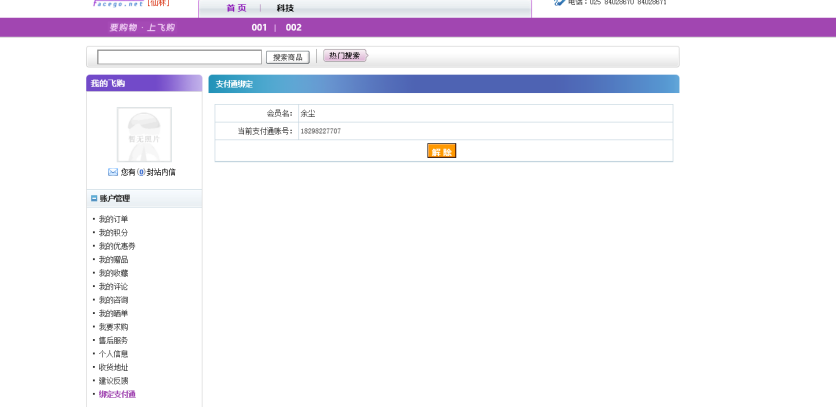 Facego.net [仙林]
首 页 | 科技
电话：025 84028670 84028671
要购物 · 上飞购
001 | 002
搜索商品
热门搜索
我的飞购
支付通绑定
暂无照片
会员名：
余尘
当前支付通账号：
18298227707
解 除
您有(0)封站内信
账户管理
我的订单
我的积分
我的优惠券
我的赠品
我的收藏
我的评论
我的咨询
我的晒单
我要求购
售后服务
个人信息
收货地址
建议反馈
绑定支付通